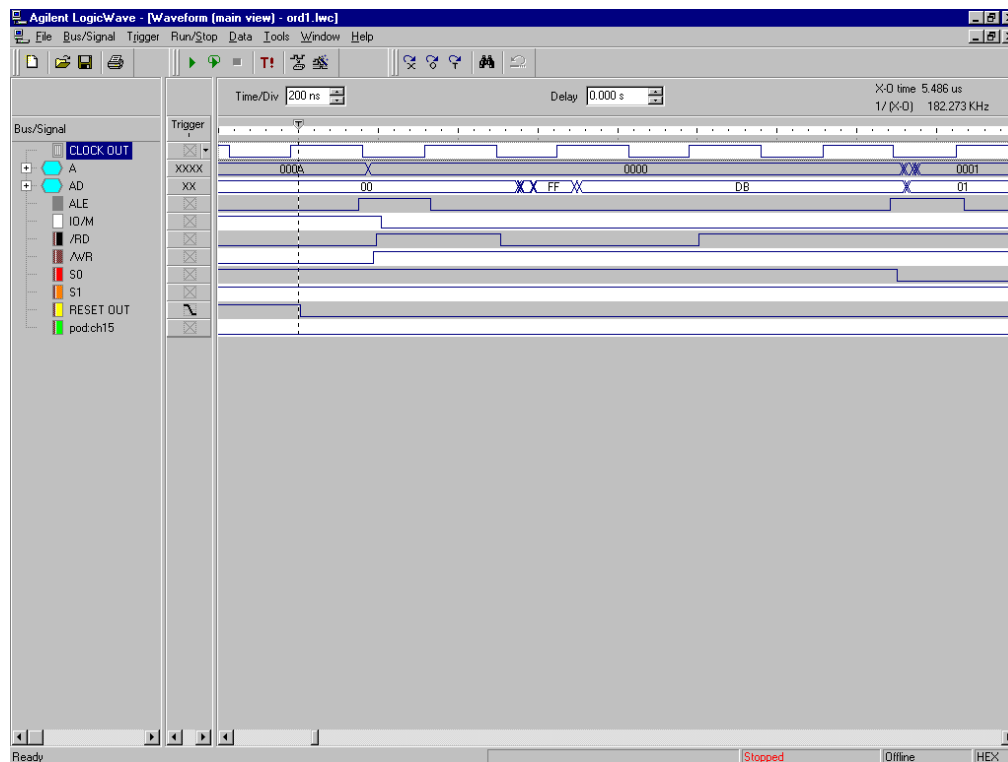 Agilent LogicWave - [Waveform (main view) - ord1.lwc]
File Bus/Signal Trigger Run/Stop Data Tools Window Help
T!
Time/Div 200 ns Delay 0.000 s X-O time 5.486 us
1/ (X-O) 182.273 KHz
Bus/Signal Trigger T
CLOCK OUT
A XXXX 000A 0000 0001
AD XX 00 FF DB 01
ALE
IO/M
/RD
/WR
S0
S1
RESET OUT
pod:ch15
Ready Stopped Offline HEX